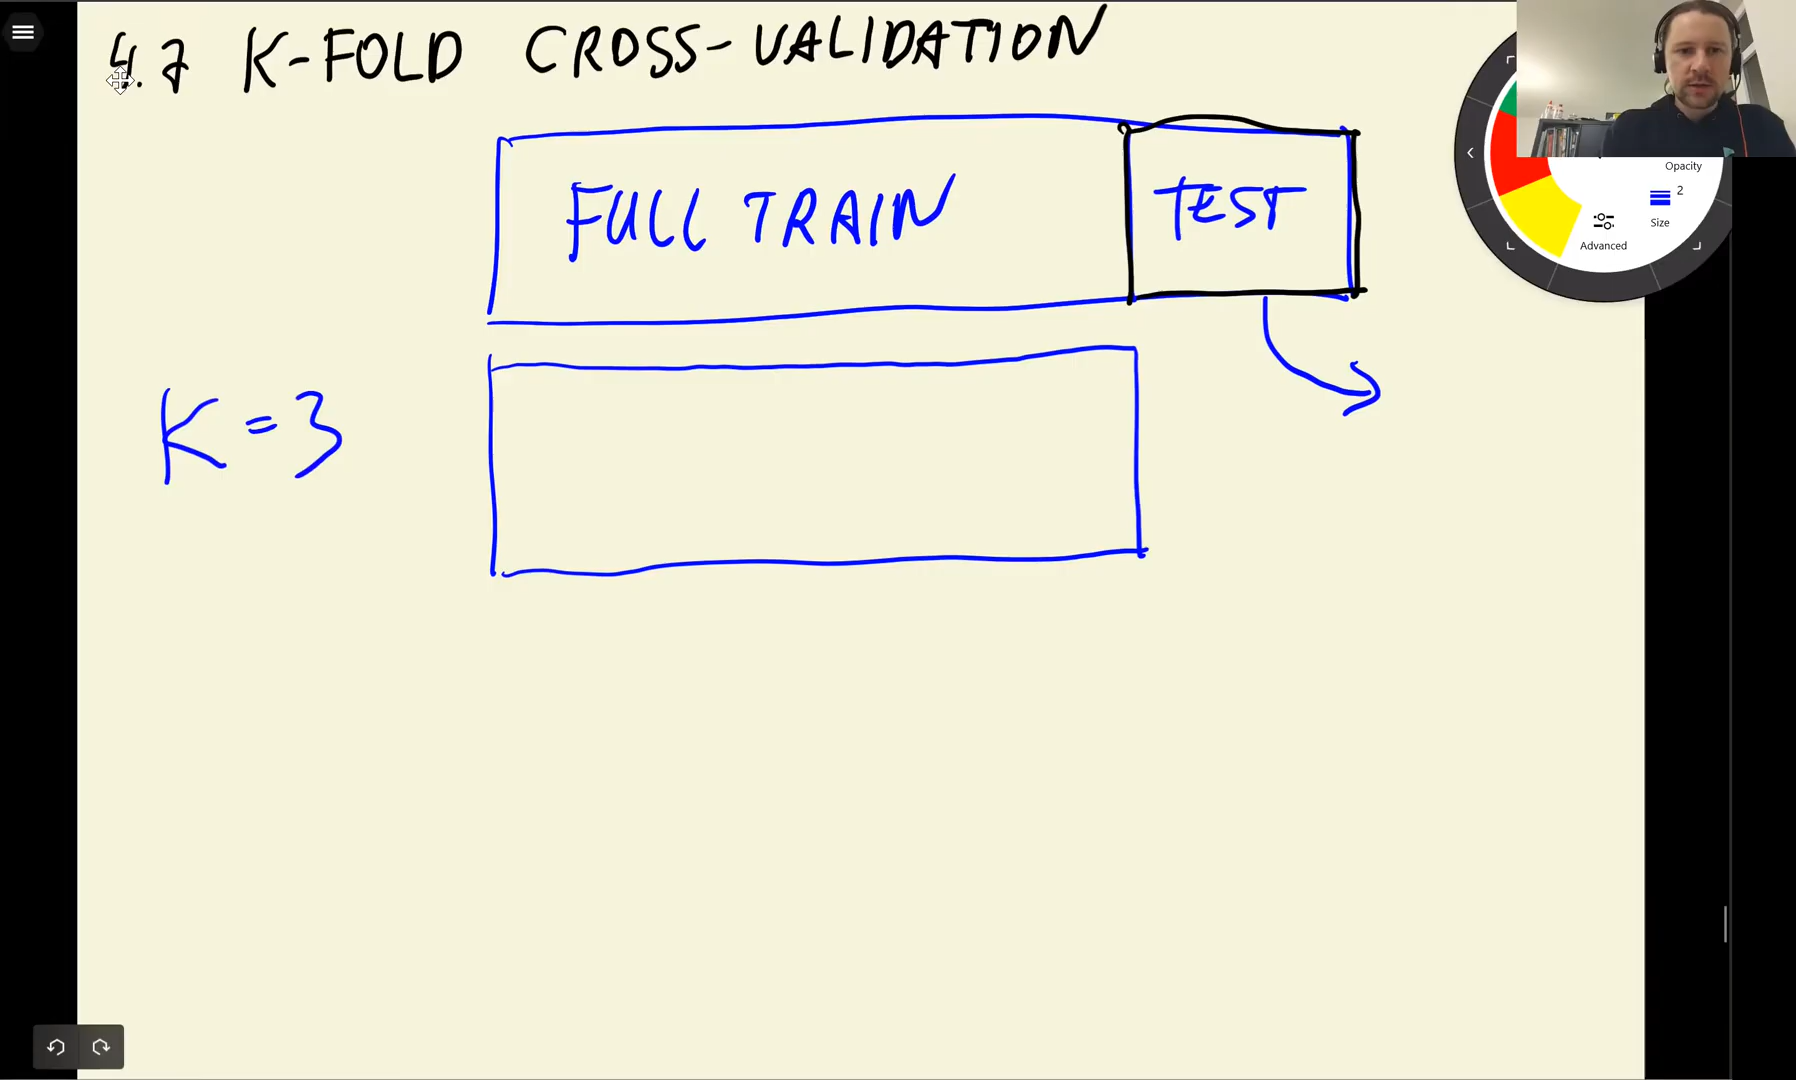 4.7 K-FOLD CROSS-VALIDATION
FULL TRAIN
TEST
K=3
Opacity
2
Size
Advanced